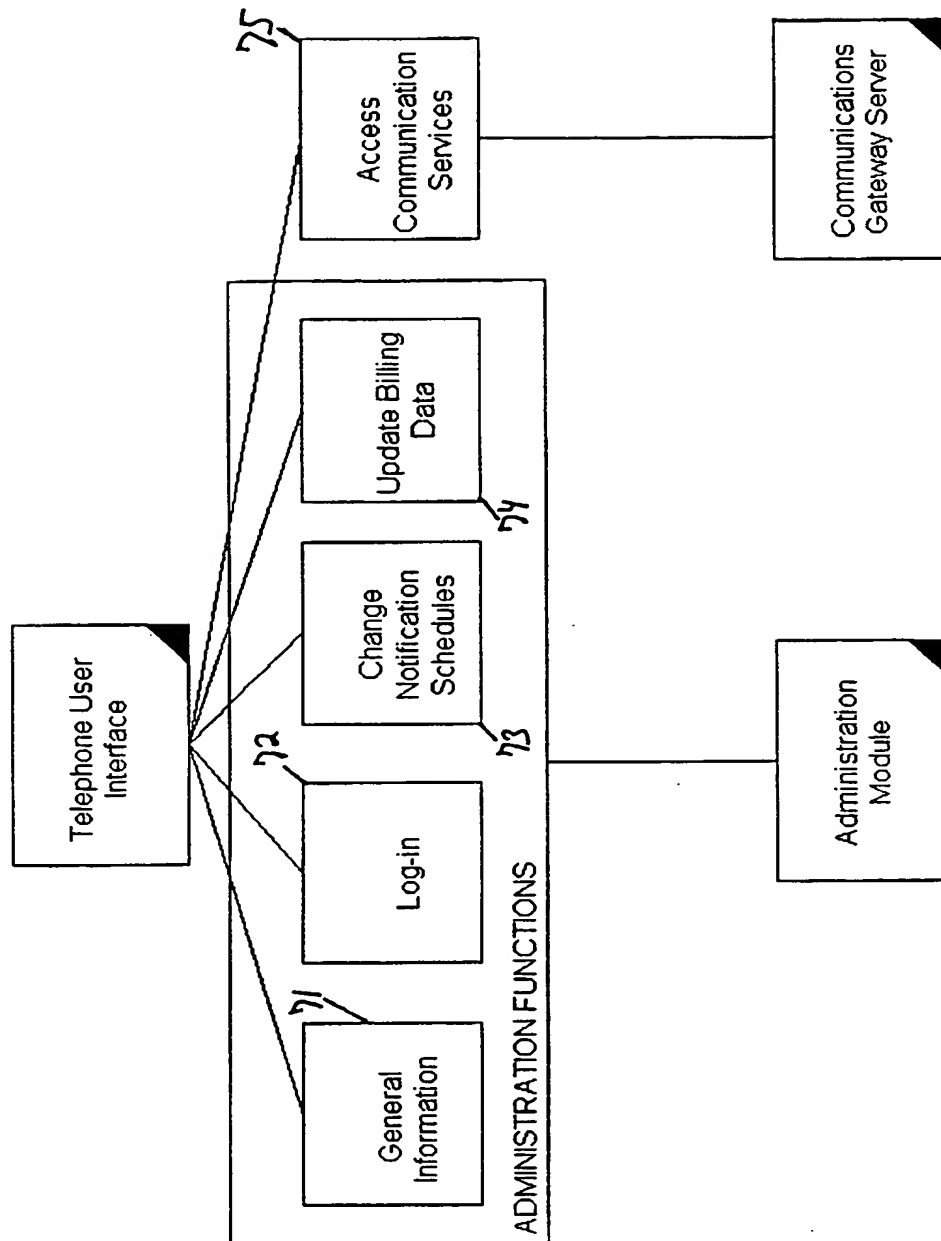 Telephone User
Interface
71
General
Information
72
Log-in
73
Change
Notification
Schedules
74
Update Billing
Data
75
Access
Communication
Services
ADMINISTRATION FUNCTIONS
Administration
Module
Communications
Gateway Server